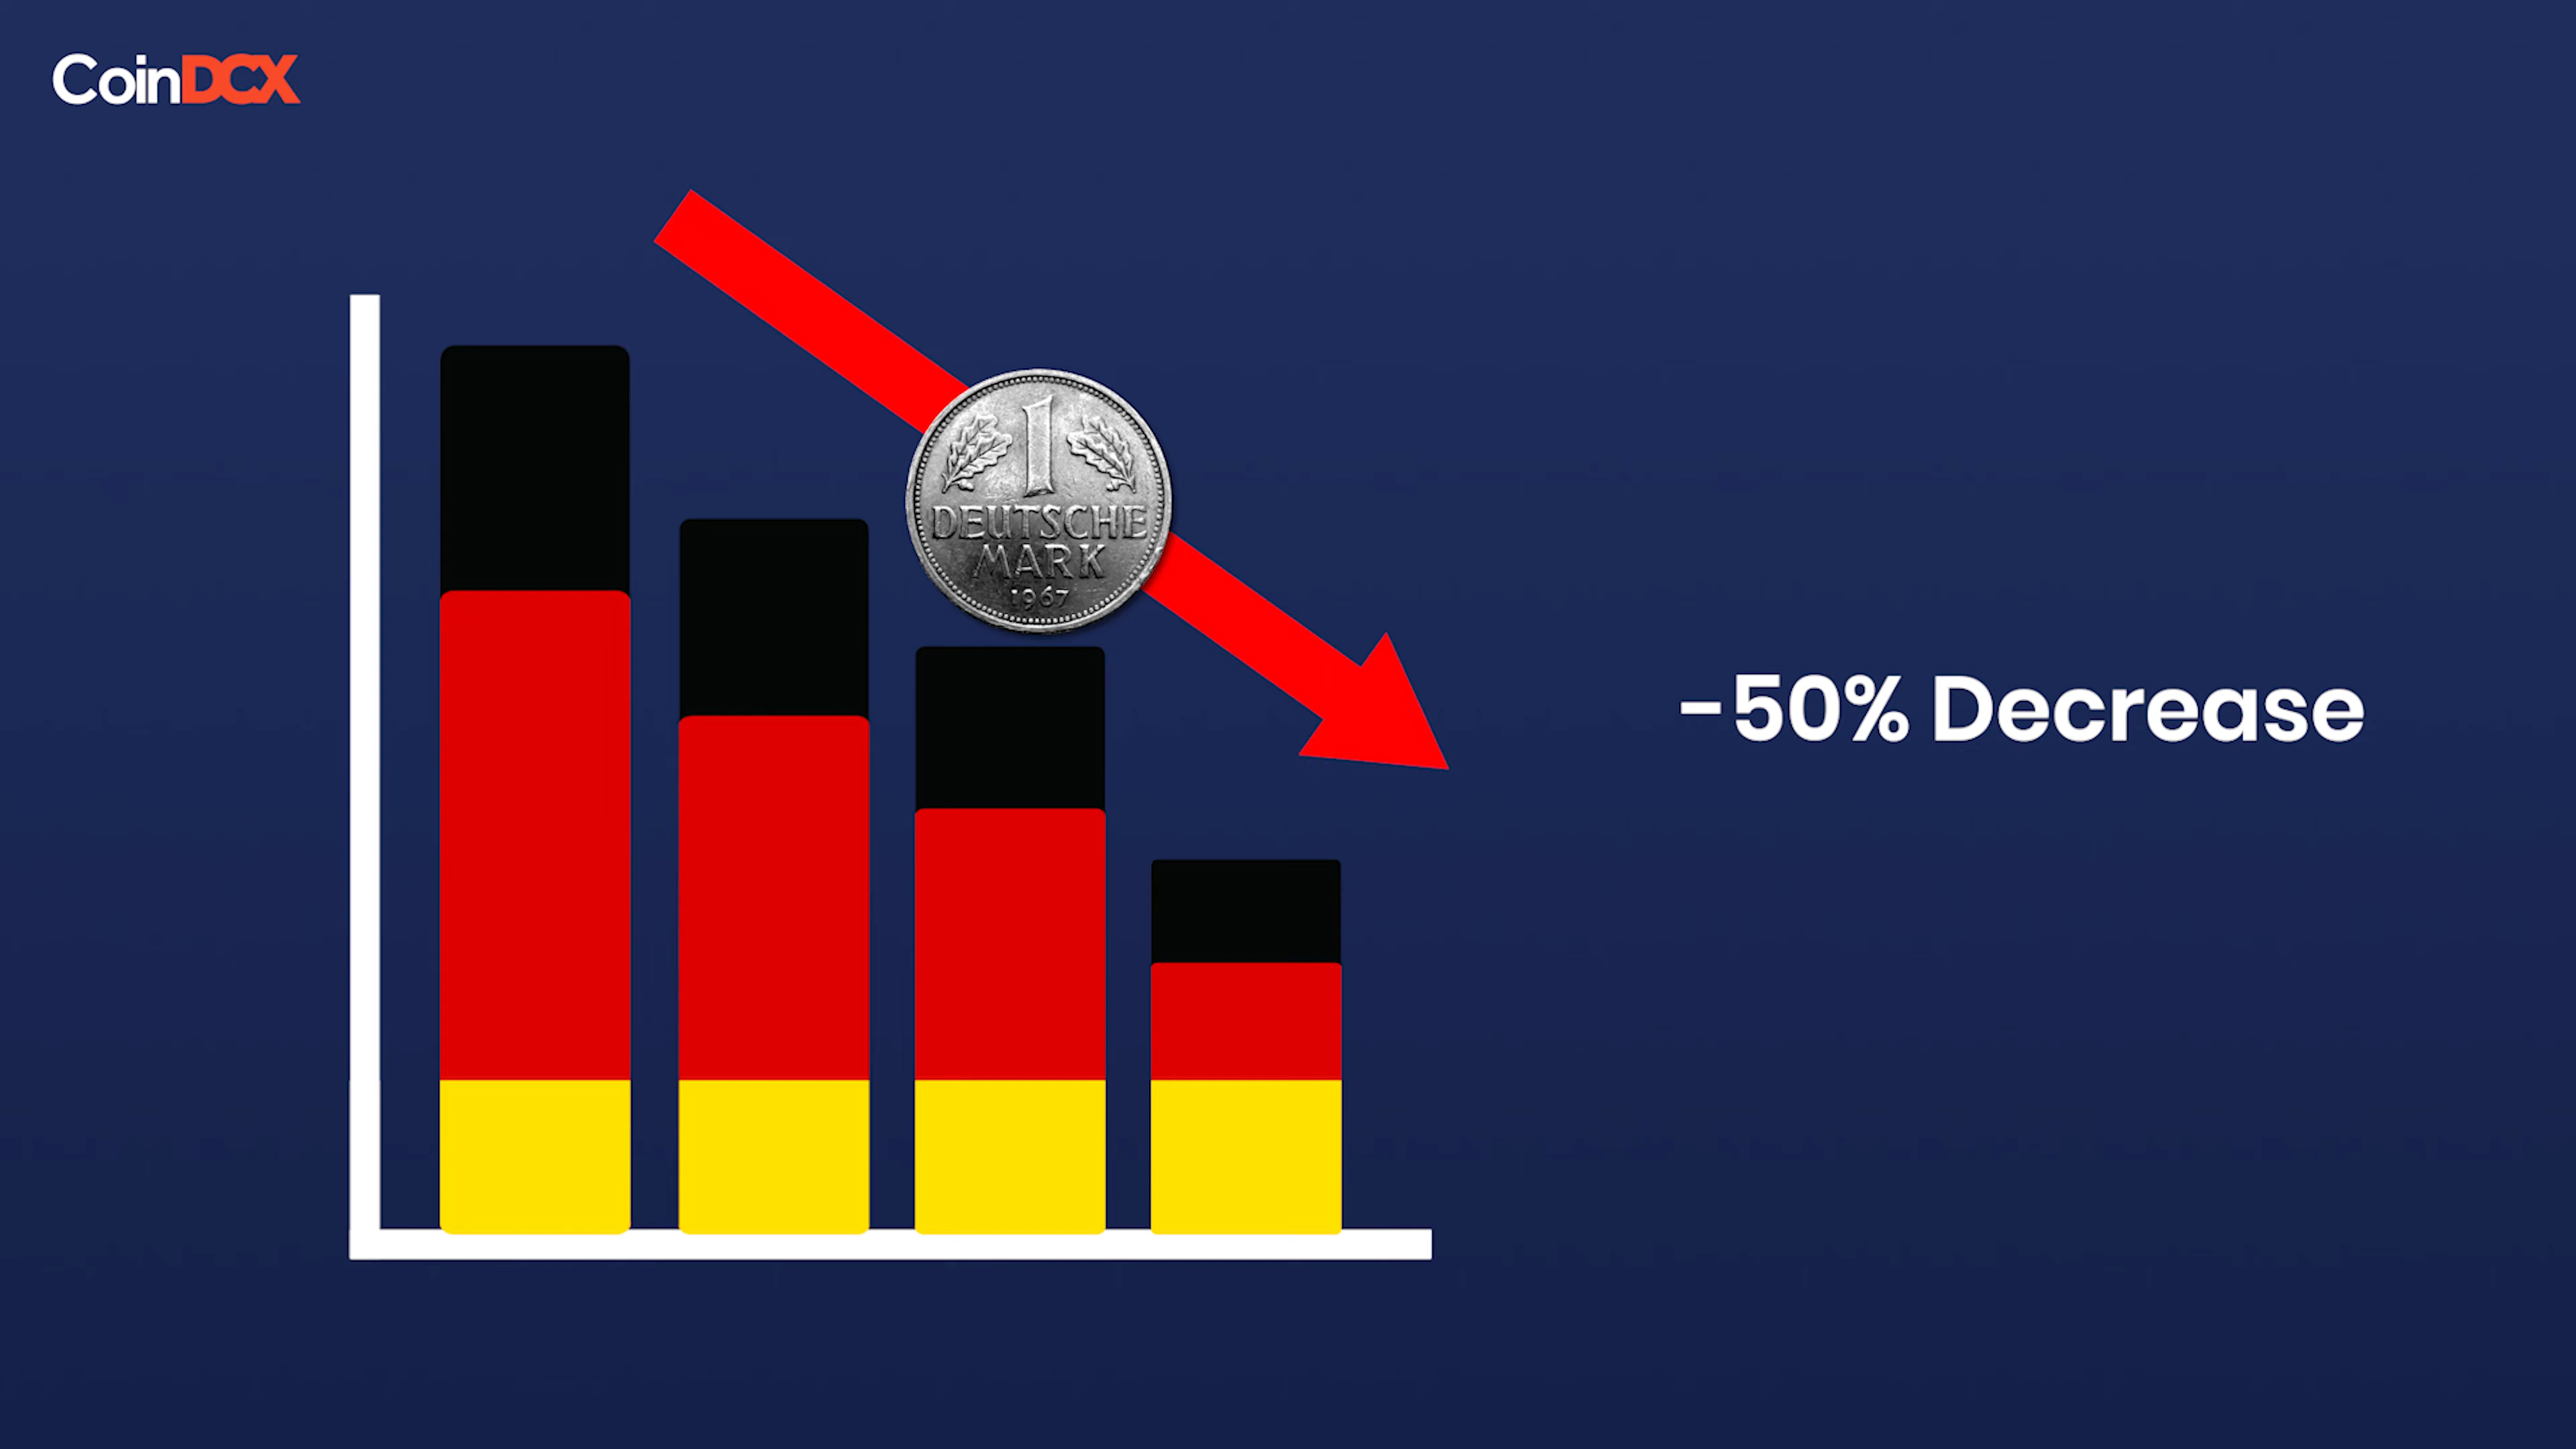 CoinDCX
1
DEUTSCHE
MARK
1967
-50% Decrease